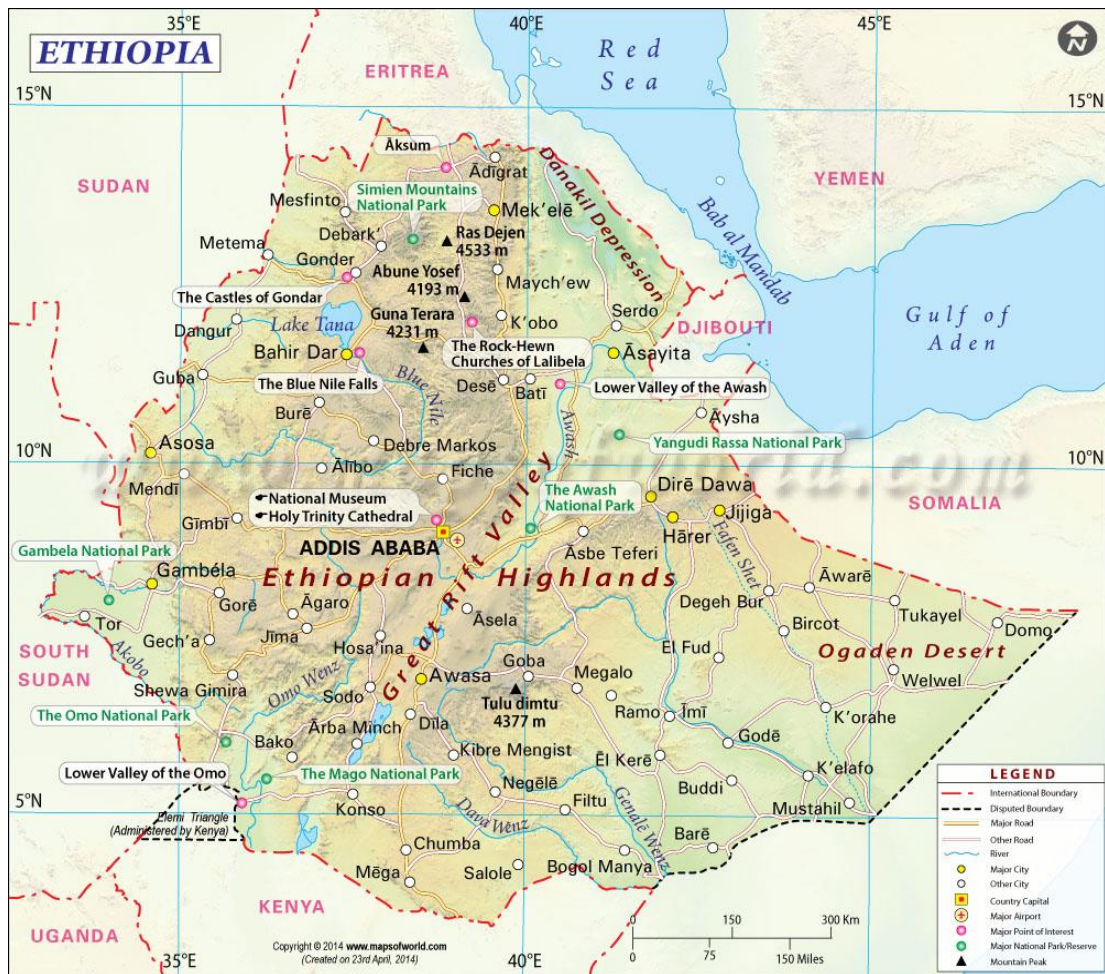 35°E
40°E
45°E
ETHIOPIA
Red
Sea
ERITREA
15°N
15°N
Āksum
Ādīgrat
SUDAN
YEMEN
Danakil Depression
Simien Mountains
National Park
Mesfinto
Mek'elē
Bab al Mandab
Debark'
Ras Dejen
4533 m
Metema
Gonder
Abune Yosef
4193 m
Maych'ew
The Castles of Gondar
Guna Terara
4231 m
Serdo
Dangur
Lake Tana
K'obo
DJIBOUTI
Gulf of
Aden
The Rock-Hewn
Churches of Lalibela
Bahir Dar
Āsayita
Guba
The Blue Nile Falls
Blue Nile
Desē
Batī
Lower Valley of the Awash
Burē
Awash
Āysha
Asosa
Debre Markos
Yangudi Rassa National Park
10°N
10°N
Ālībo
Fiche
Mendī
National Museum
Holy Trinity Cathedral
The Awash
National Park
Dirē Dawa
SOMALIA
Gīmbī
Jijiga
Hārer
ADDIS ABABA
Āsbe Teferi
Fafen Shet
Gambela National Park
Ethiopian Highlands
Great Rift Valley
Gambéla
Āwarē
Gorē
Āgaro
Degeh Bur
Tukayel
Tor
Āsela
Gech'a
Jīma
Hosa'ina
Bircot
Domo
SOUTH
SUDAN
Akobo
El Fud
Ogaden Desert
Omo Wenz
Goba
Megalo
Awasa
Welwel
Shewa Gimira
Sodo
Tulu dimtu
4377 m
The Omo National Park
Ramo
Īmī
K'orahe
Ārba Minch
Dīla
Godē
Bako
Kibre Mengist
Ēl Kerē
K'elafo
Lower Valley of the Omo
The Mago National Park
Negēlē
Buddi
5°N
5°N
Konso
Filtu
Mustahil
Elemi Triangle
(Administered by Kenya)
Dava Wēnz
Genalē Wenz
Chumba
Barē
Mēga
Salole
Bogol Manya
KENYA
UGANDA
0 150 300 Km
0 75 150 Miles
Copyright © 2014 www.mapsofworld.com
(Created on 23rd April, 2014)
35°E
40°E
LEGEND
International Boundary
Disputed Boundary
Major Road
Other Road
River
Major City
Other City
Country Capital
Major Airport
Major Point of Interest
Major National Park/Reserve
Mountain Peak
N